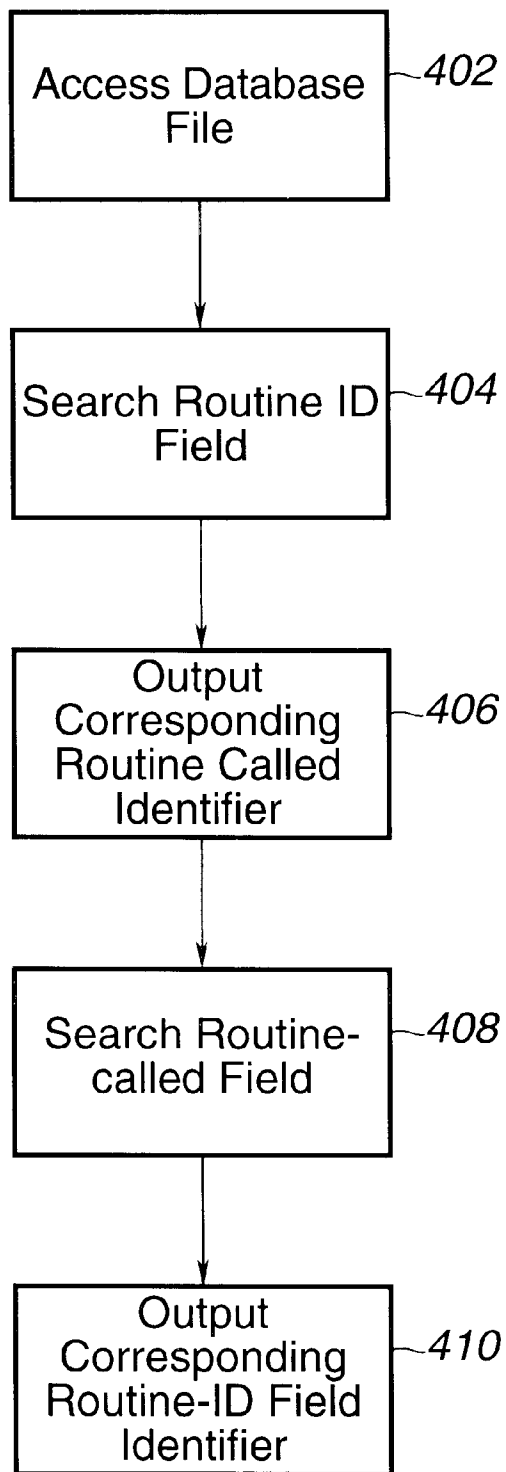 Access Database
File
402
Search Routine ID
Field
404
Output
Corresponding
Routine Called
Identifier
406
Search Routine-
called Field
408
Output
Corresponding
Routine-ID Field
Identifier
410